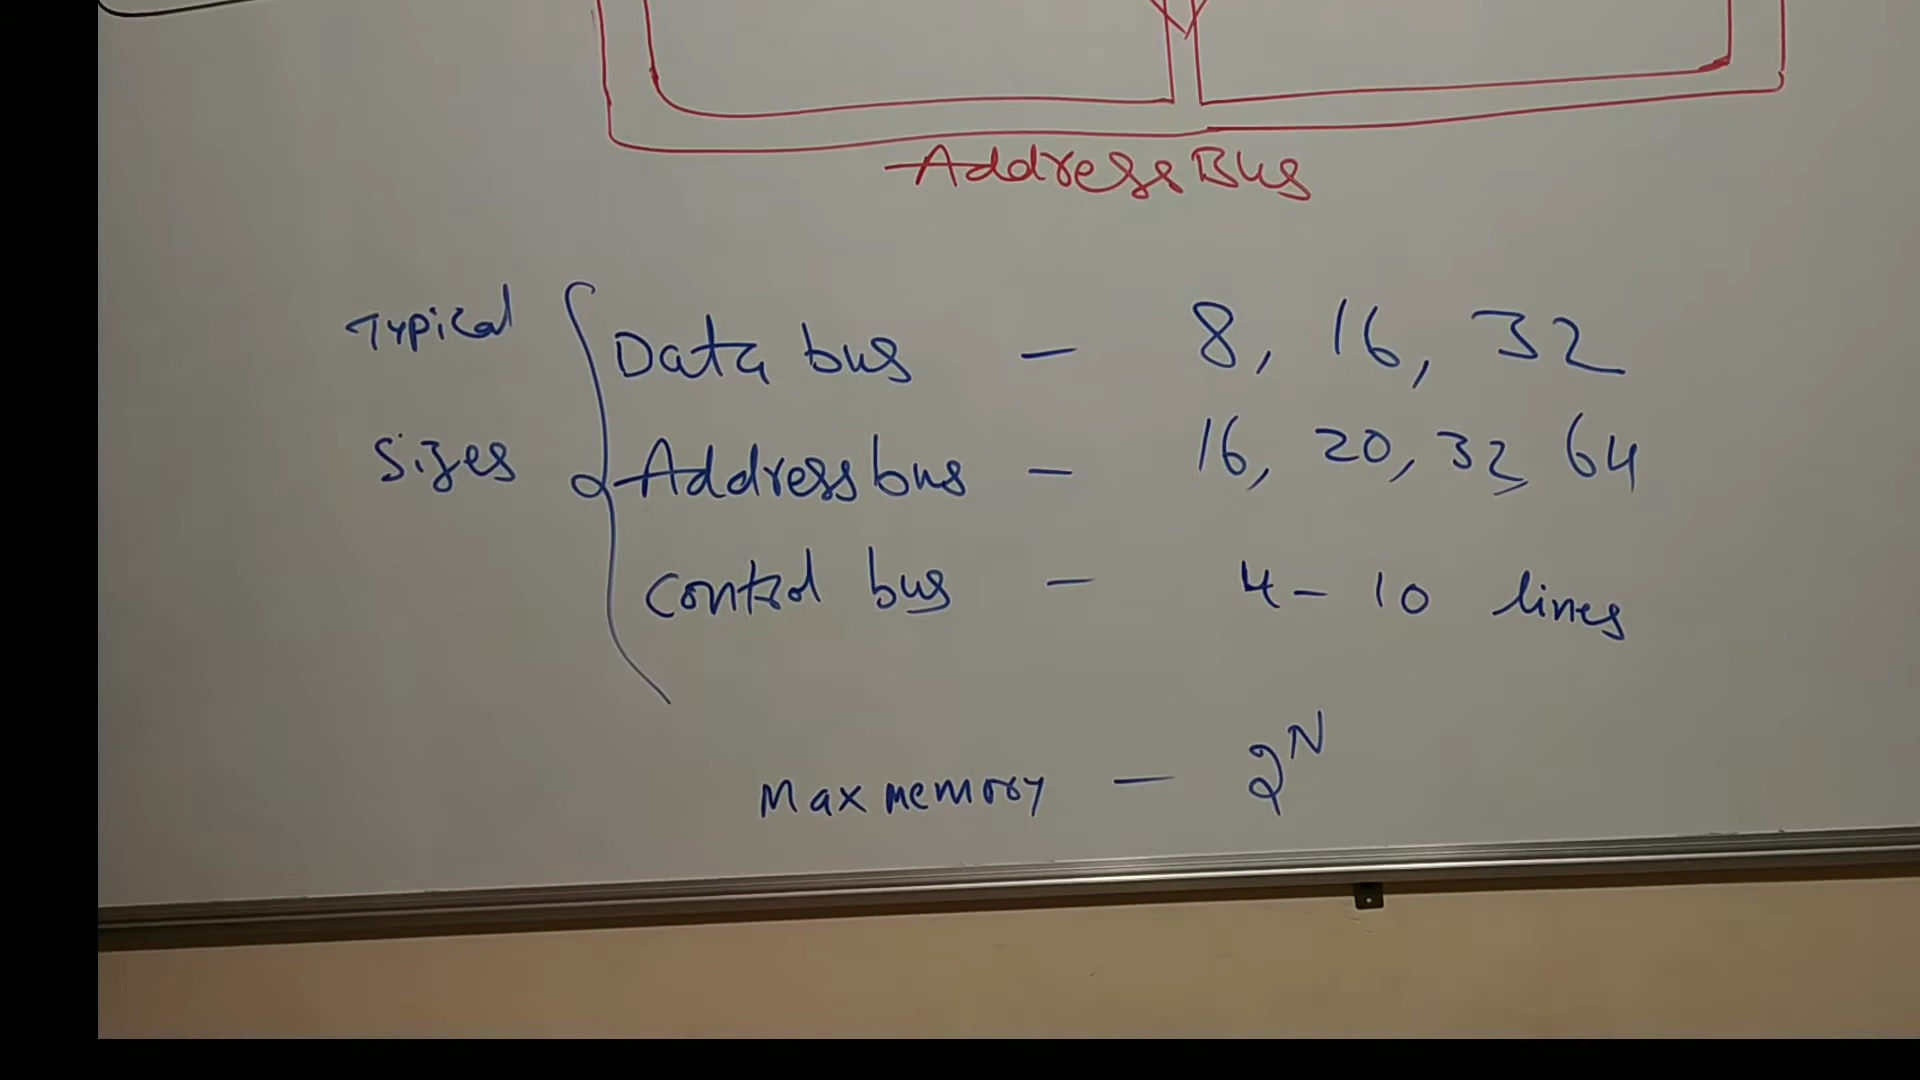 Address Bus
Typical
Sizes
Data bus - 8, 16, 32
Address bus - 16, 20, 32, 64
Control bus - 4 - 10 lines
Max memory - 2^N